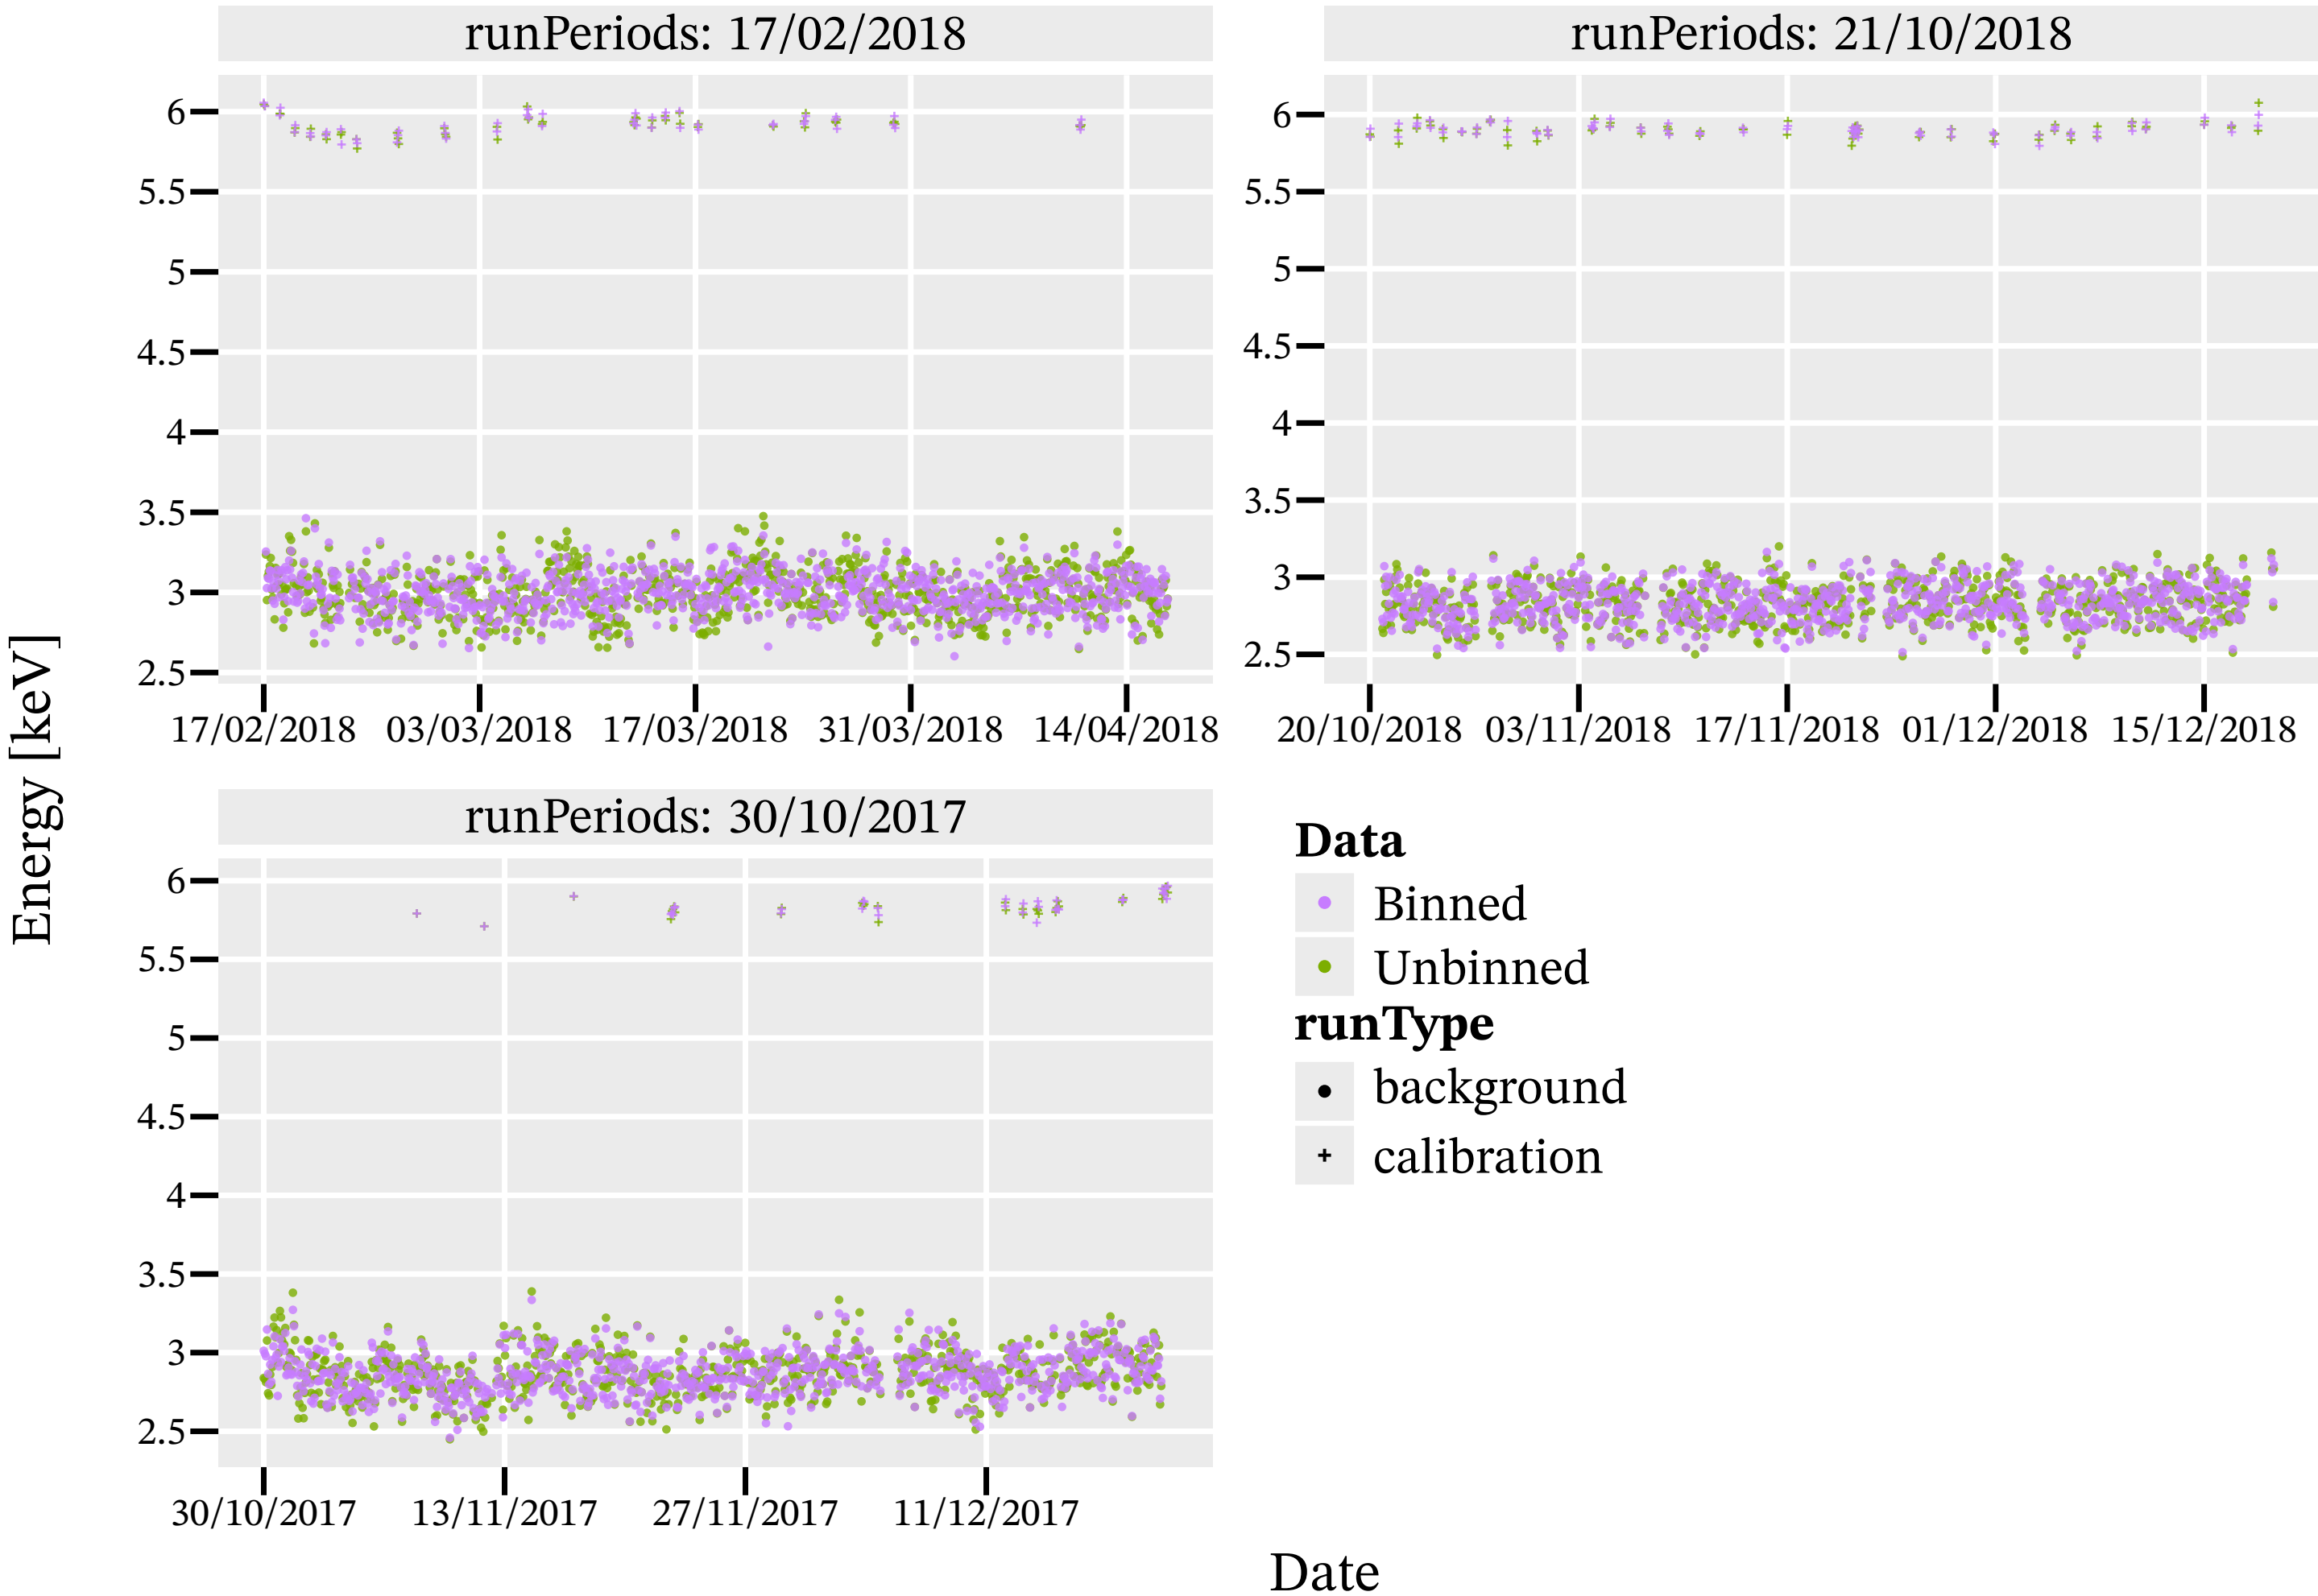 runPeriods: 17/02/2018
6
5.5
5
4.5
4
3.5
3
2.5
17/02/2018 03/03/2018 17/03/2018 31/03/2018 14/04/2018
runPeriods: 21/10/2018
6
5.5
5
4.5
4
3.5
3
2.5
20/10/2018 03/11/2018 17/11/2018 01/12/2018 15/12/2018
Energy [keV]
runPeriods: 30/10/2017
6
5.5
5
4.5
4
3.5
3
2.5
30/10/2017 13/11/2017 27/11/2017 11/12/2017
Data
Binned
Unbinned
runType
background
calibration
Date